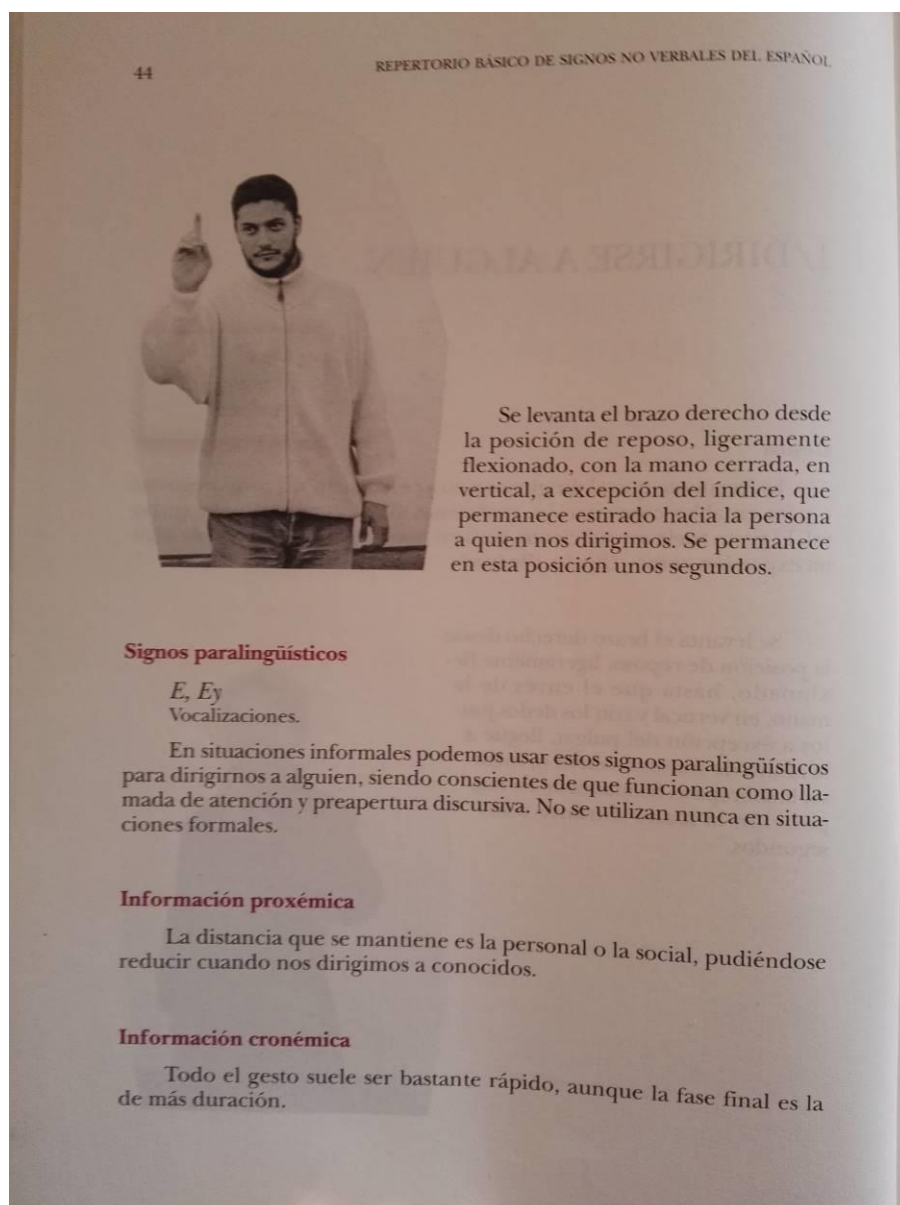 44
REPERTORIO BÁSICO DE SIGNOS NO VERBALES DEL ESPAÑOL
Se levanta el brazo derecho desde
la posición de reposo, ligeramente
flexionado, con la mano cerrada, en
vertical, a excepción del índice, que
permanece estirado hacia la persona
a quien nos dirigimos. Se permanece
en esta posición unos segundos.
Signos paralingüísticos
E, Ey
Vocalizaciones.
En situaciones informales podemos usar estos signos paralingüísticos
para dirigirnos a alguien, siendo conscientes de que funcionan como lla-
mada de atención y preapertura discursiva. No se utilizan nunca en situa-
ciones formales.
Información proxémica
La distancia que se mantiene es la personal o la social, pudiéndose
reducir cuando nos dirigimos a conocidos.
Información cronémica
Todo el gesto suele ser bastante rápido, aunque la fase final es la
de más duración.